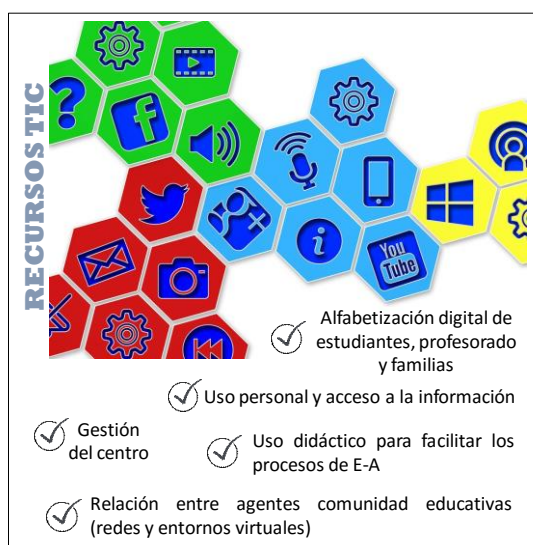 RECURSOS TIC
?
f
i
You
Tube
Alfabetización digital de
estudiantes, profesorado
y familias
Uso personal y acceso a la información
Gestión
del centro
Uso didáctico para facilitar los
procesos de E-A
Relación entre agentes comunidad educativas
(redes y entornos virtuales)